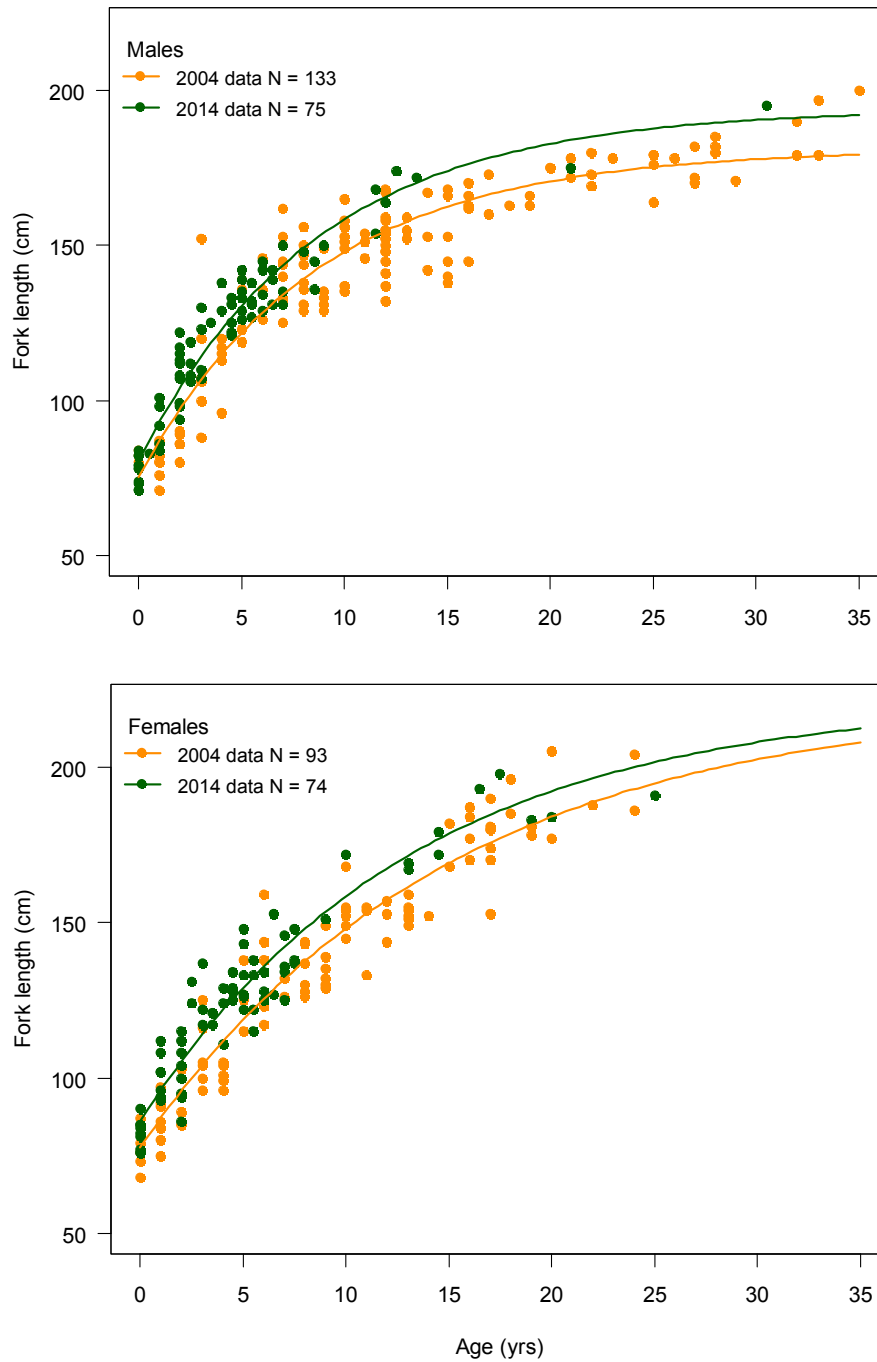 Males
2004 data N = 133
2014 data N = 75
200
150
100
50
Fork length (cm)
0 5 10 15 20 25 30 35
Females
2004 data N = 93
2014 data N = 74
200
150
100
50
Fork length (cm)
0 5 10 15 20 25 30 35
Age (yrs)